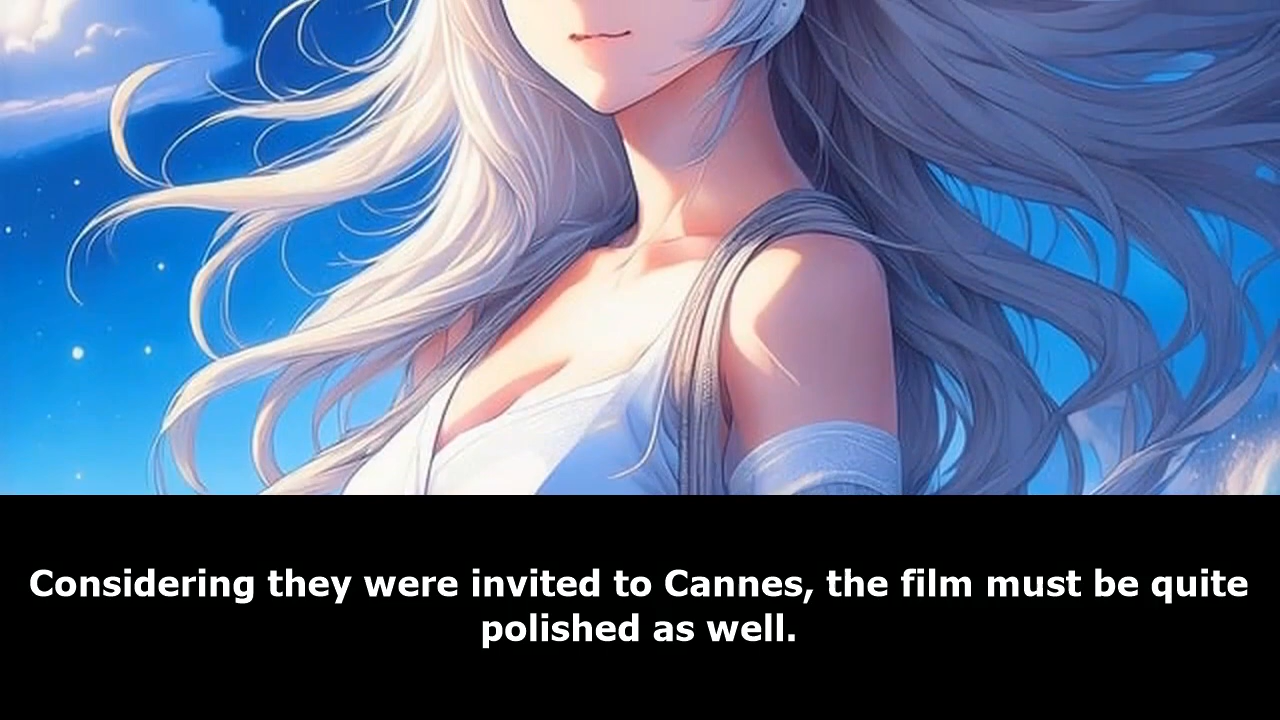 Considering they were invited to Cannes, the film must be quite
polished as well.